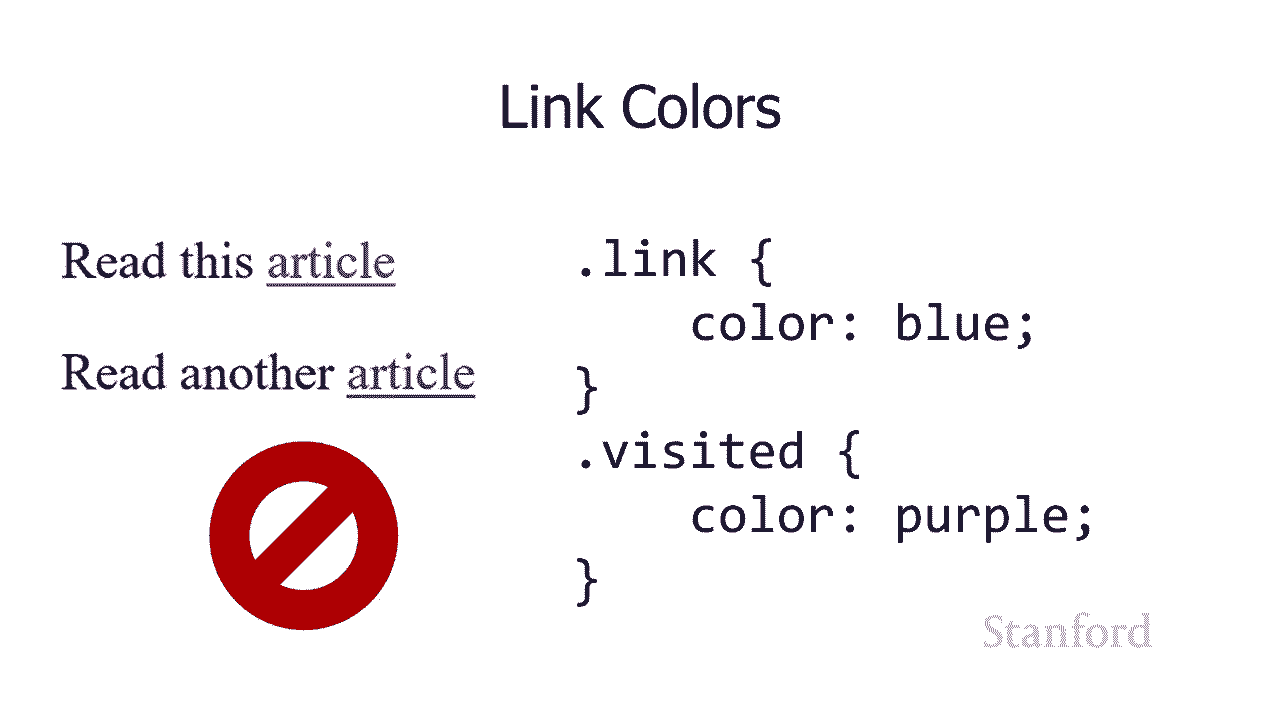 Link Colors
Read this article
Read another article
.link {
    color: blue;
}
.visited {
    color: purple;
}
Stanford